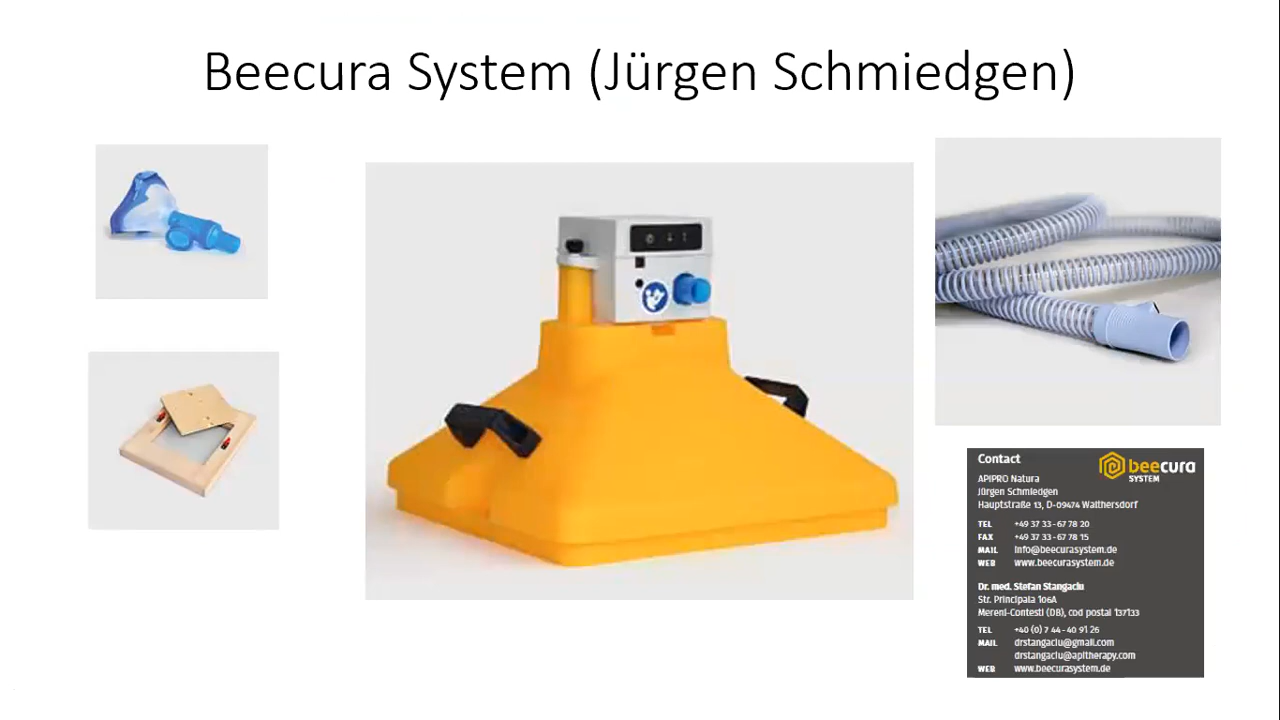 Beecura System (Jürgen Schmiedgen)
Contact
beecura
SYSTEM
APIPRO Natura
Jürgen Schmiedgen
Hauptstraße 13, D-09474 Walthersdorf
TEL +49 37 33 - 67 78 20
FAX +49 37 33 - 67 78 15
MAIL info@beecurasystem.de
WEB www.beecurasystem.de
Dr. med. Stefan Stangaciu
Str. Principala 106A
Mereni-Contesti (DB), cod postal 137133
TEL +40 (0) 7 44 - 40 91 26
MAIL drstangaciu@gmail.com
drstangaciu@apitherapy.com
WEB www.beecurasystem.de